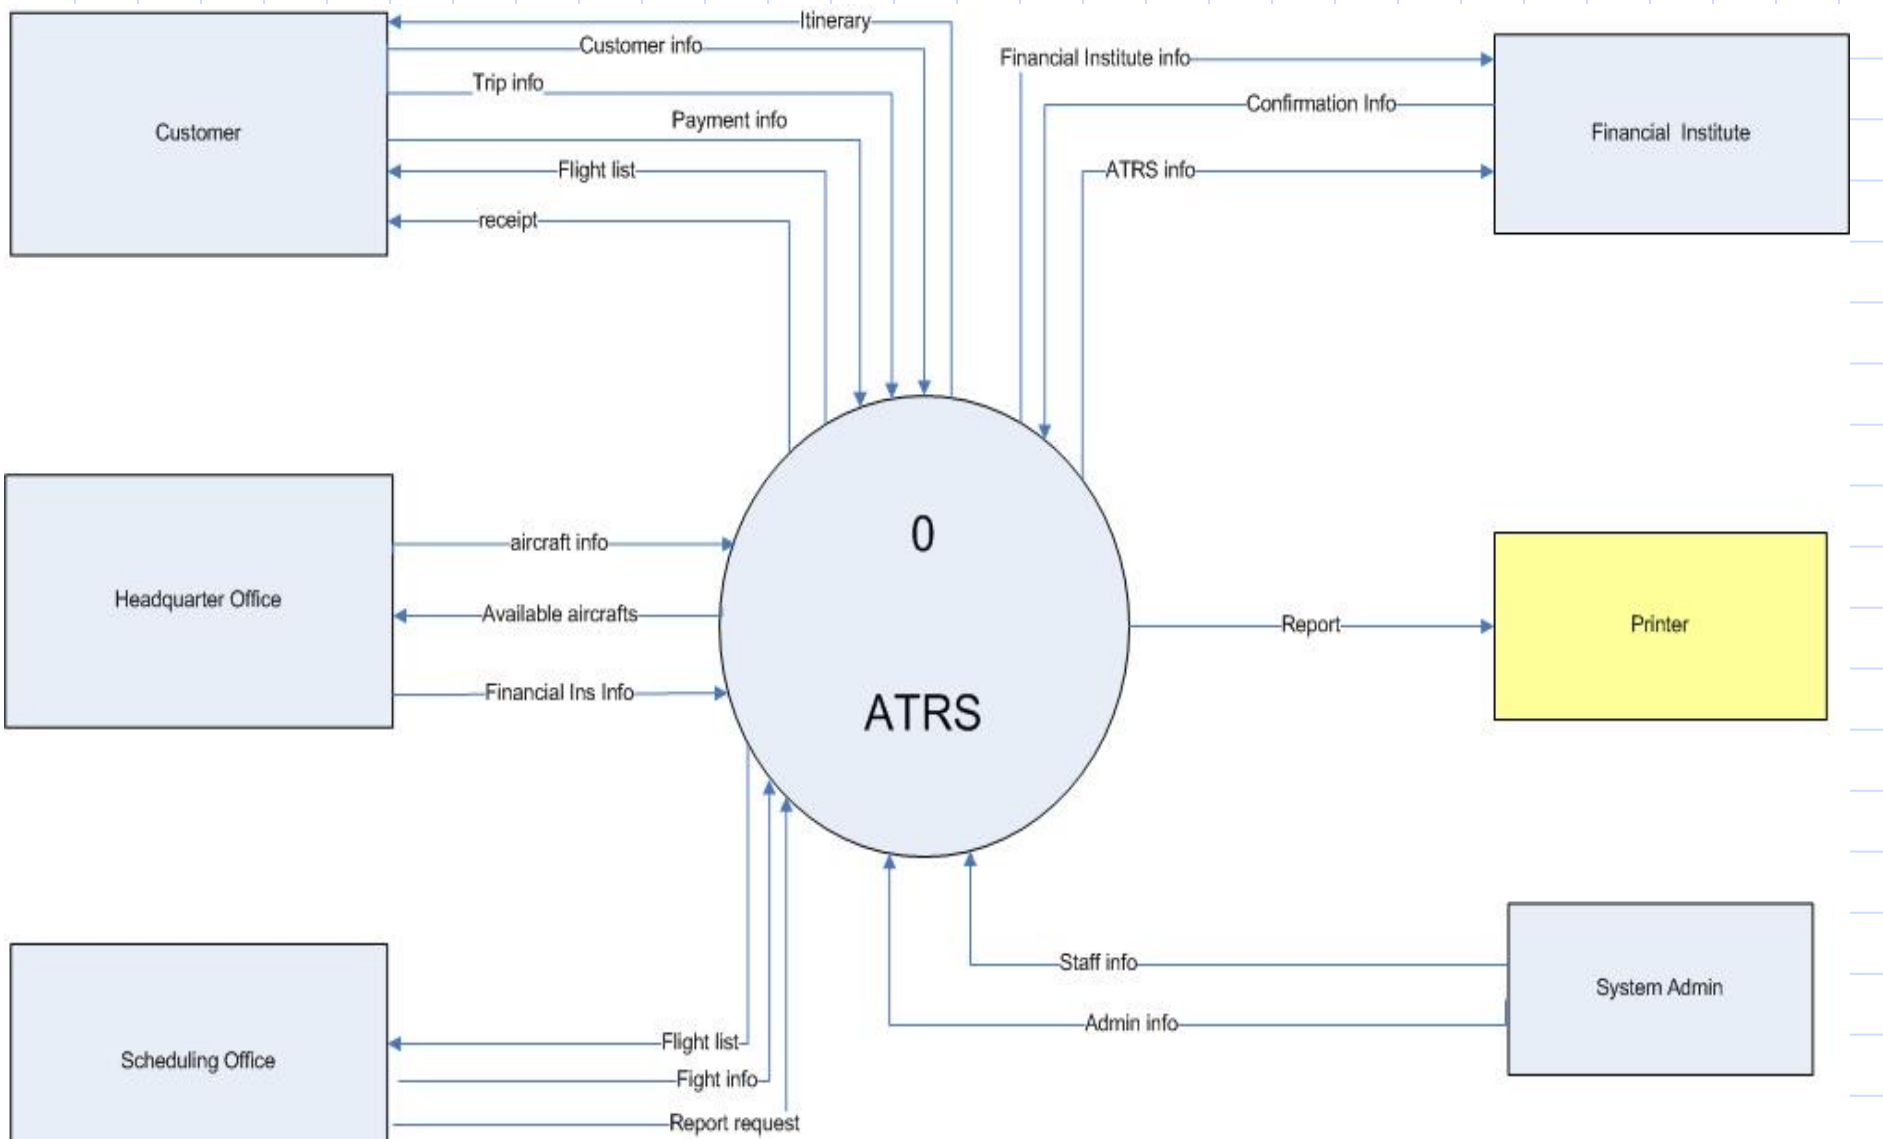 Itinerary
Customer info
Trip info
Payment info
Flight list
receipt
Customer
Financial Institute info
Confirmation Info
ATRS info
Financial Institute
aircraft info
Available aircrafts
Financial Ins Info
Headquarter Office
0
ATRS
Report
Printer
Staff info
Admin info
System Admin
Flight list
Fight info
Report request
Scheduling Office